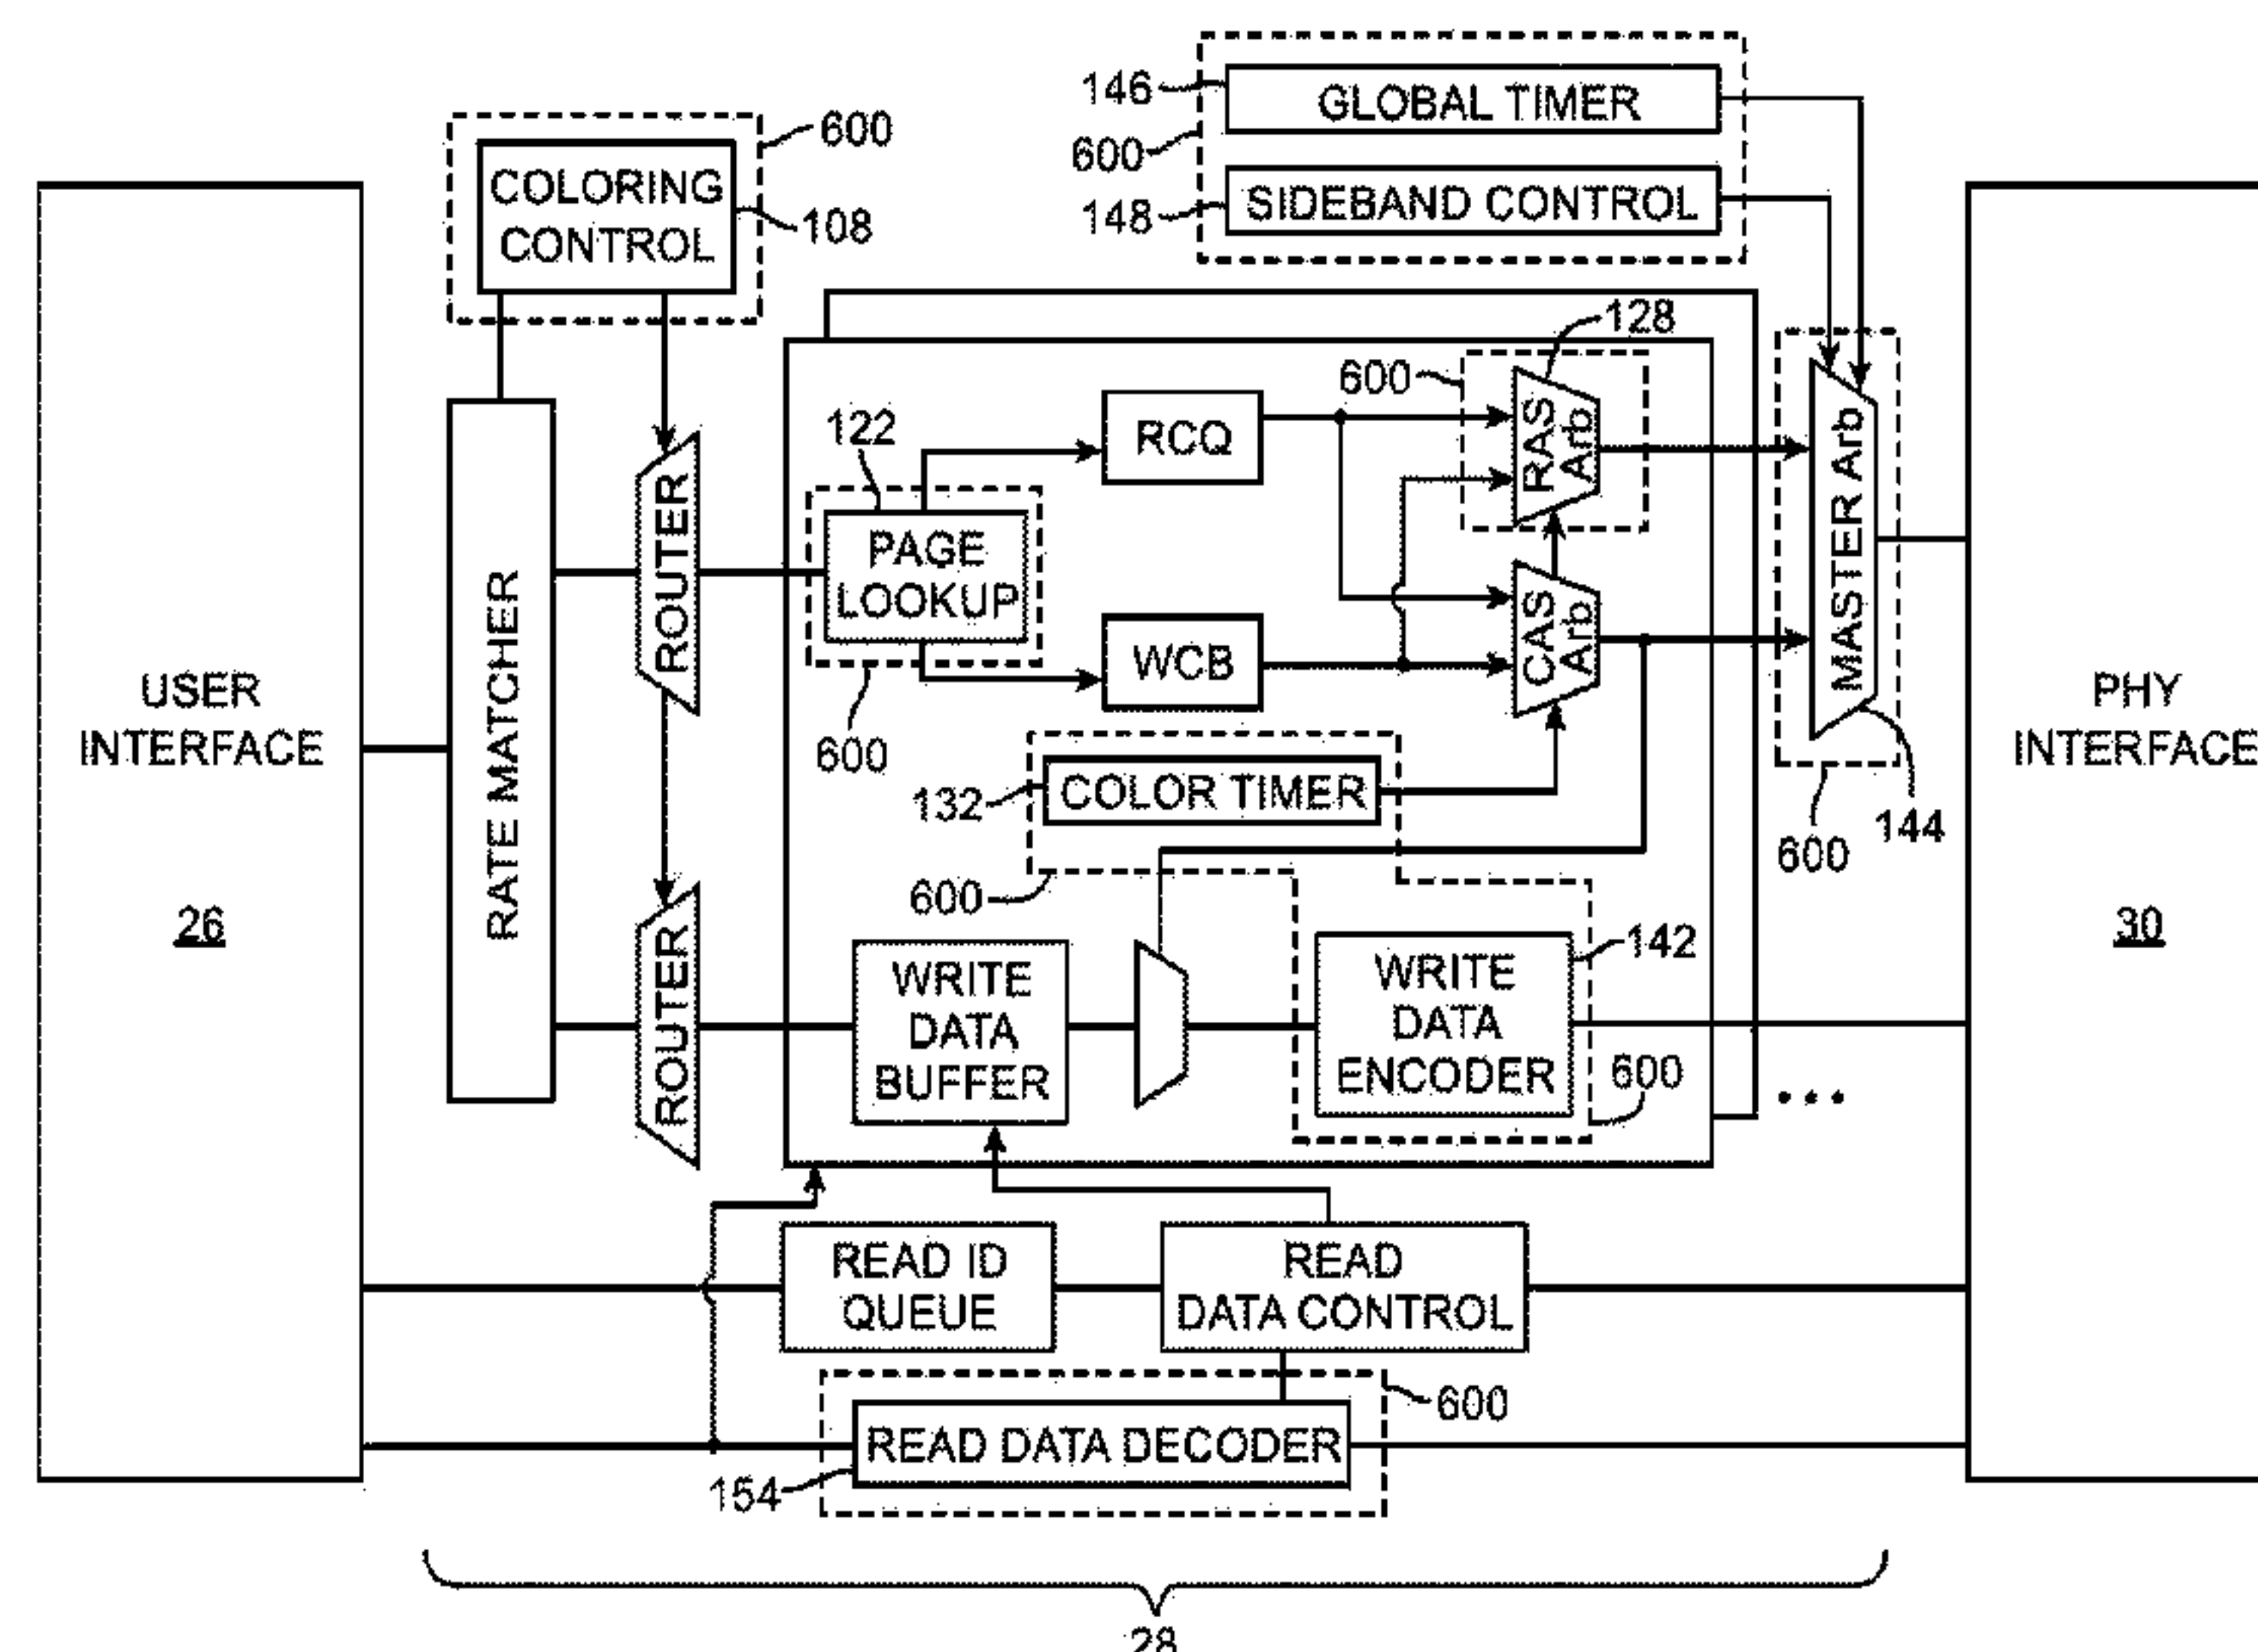 146
GLOBAL TIMER
600
148
SIDEBAND CONTROL
600
COLORING
CONTROL
108
USER
INTERFACE
26
RATE MATCHER
ROUTER
ROUTER
122
PAGE
LOOKUP
600
RCQ
WCB
600
128
RAS
Arb
CAS
Arb
MASTER Arb
144
600
PHY
INTERFACE
30
132
COLOR TIMER
600
WRITE
DATA
BUFFER
WRITE
DATA
ENCODER
142
600
...
READ ID
QUEUE
READ
DATA CONTROL
READ DATA DECODER
600
154
28